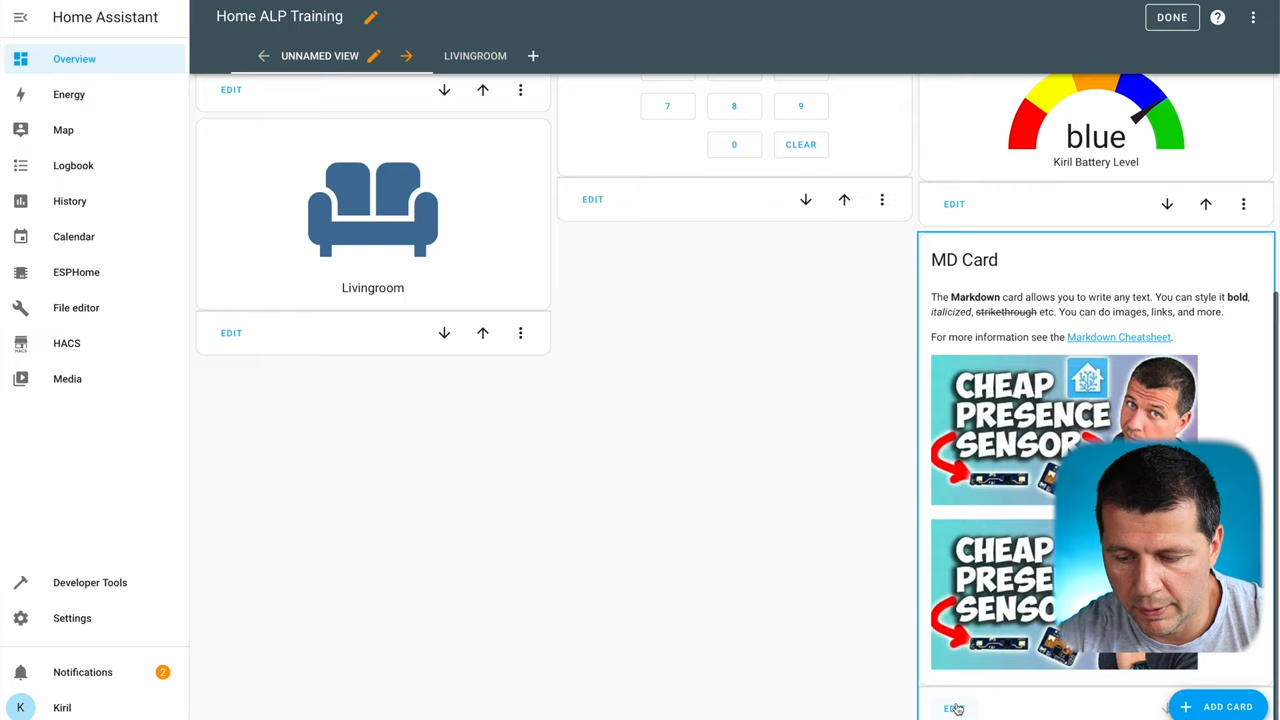 Home Assistant
Overview
Energy
Map
Logbook
History
Calendar
ESPHome
File editor
HACS
HACS
Media
Developer Tools
Settings
Notifications
2
K
Kiril
Home ALP Training
DONE
UNNAMED VIEW
LIVINGROOM
EDIT
Livingroom
EDIT
7
8
9
0
CLEAR
EDIT
blue
Kiril Battery Level
EDIT
MD Card
The Markdown card allows you to write any text. You can style it bold,
italicized, strikethrough etc. You can do images, links, and more.
For more information see the Markdown Cheatsheet.
CHEAP
PRESENCE
SENSOR
CHEAP
ADD CARD